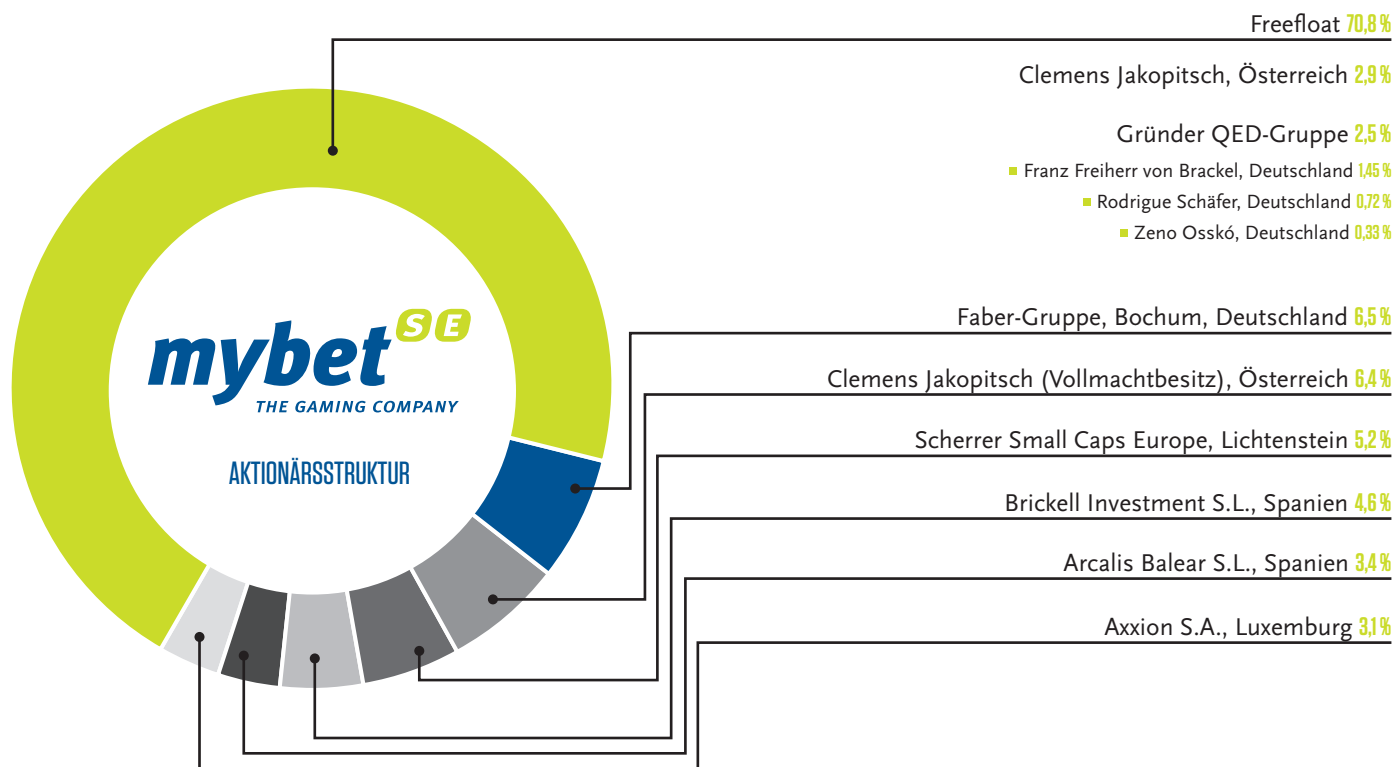 Freefloat 70,8 %
Clemens Jakopitsch, Österreich 2,9 %
Gründer QED-Gruppe 2,5 %
Franz Freiherr von Brackel, Deutschland 1,45 %
Rodrigue Schäfer, Deutschland 0,72 %
Zeno Osskó, Deutschland 0,33 %
mybet SE
THE GAMING COMPANY
AKTIONÄRSSTRUKTUR
Faber-Gruppe, Bochum, Deutschland 6,5 %
Clemens Jakopitsch (Vollmachtbesitz), Österreich 6,4 %
Scherrer Small Caps Europe, Lichtenstein 5,2 %
Brickell Investment S.L., Spanien 4,6 %
Arcalis Balear S.L., Spanien 3,4 %
Axxion S.A., Luxemburg 3,1 %